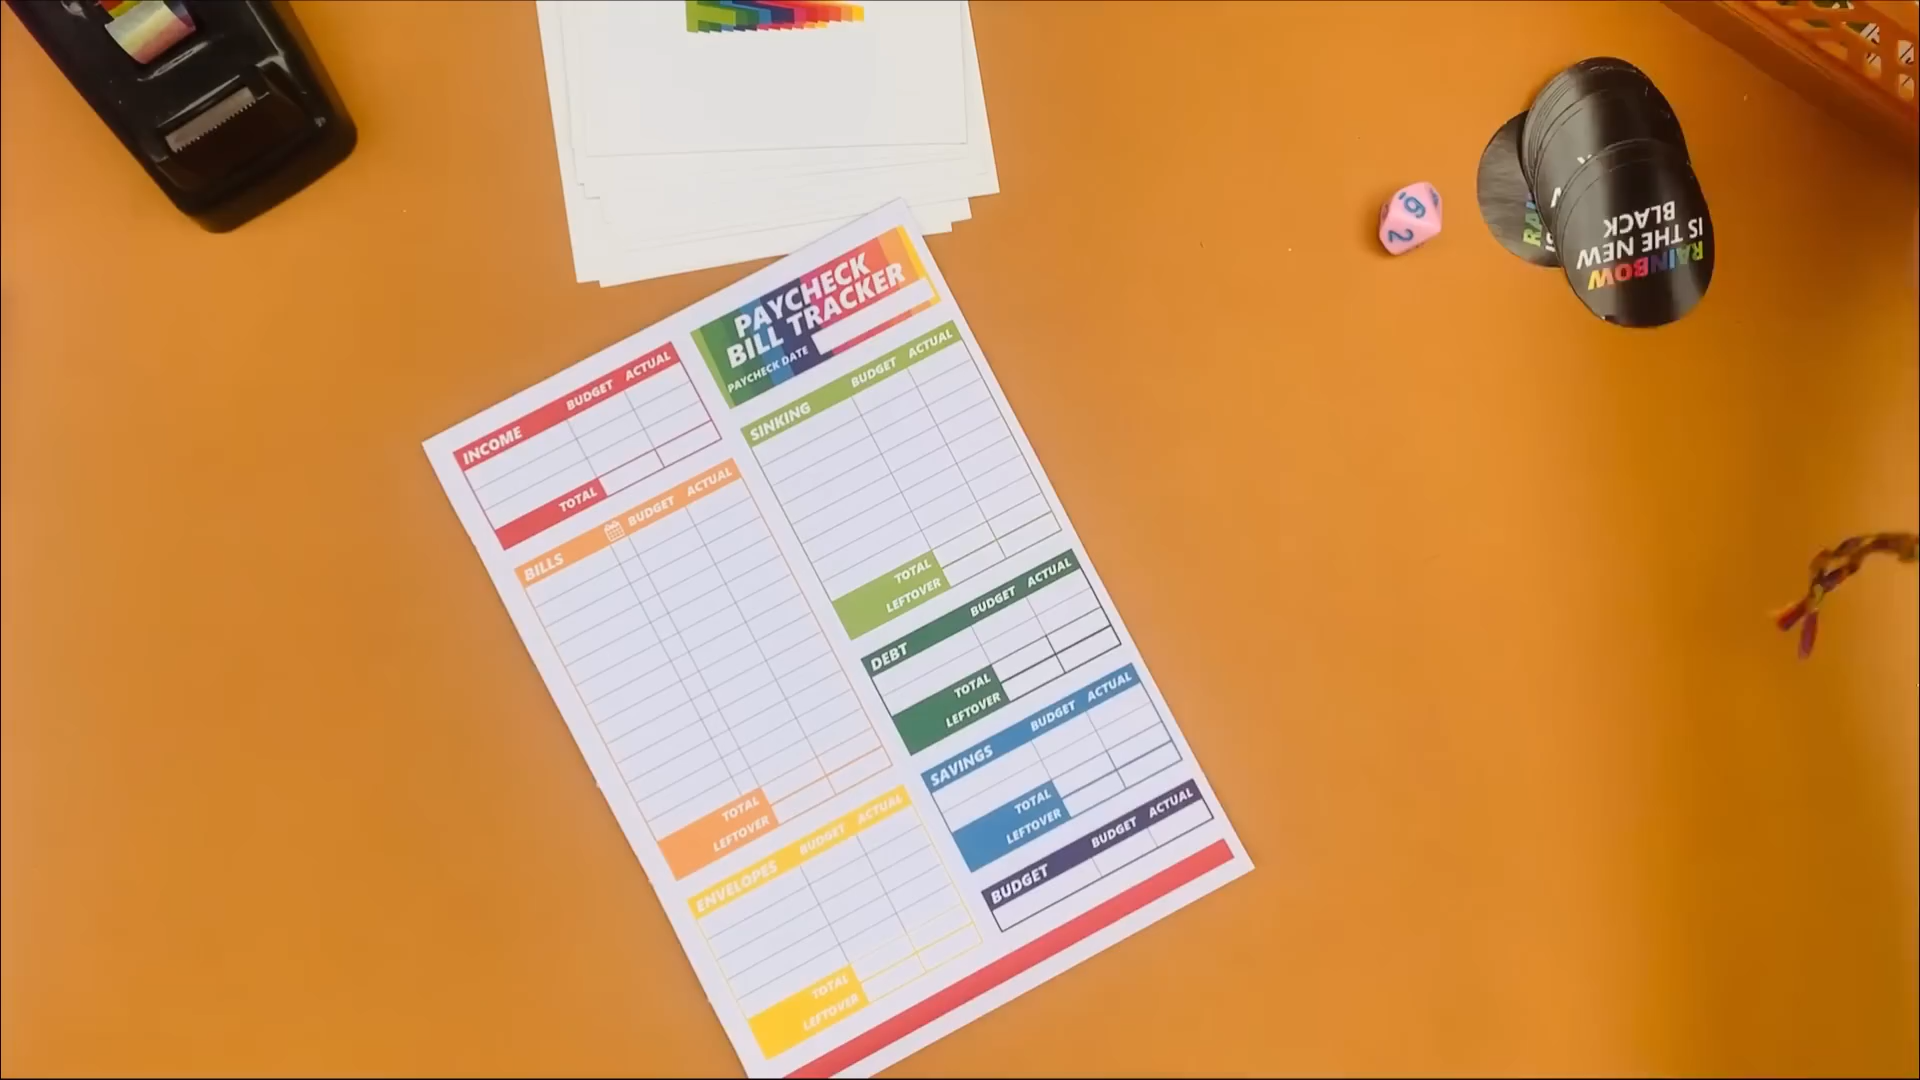 PAYCHECK
BILL TRACKER
PAYCHECK DATE
INCOME BUDGET ACTUAL
TOTAL
BILLS BUDGET ACTUAL
TOTAL
LEFTOVER
ENVELOPES BUDGET ACTUAL
TOTAL
LEFTOVER
SINKING BUDGET ACTUAL
TOTAL
LEFTOVER
DEBT BUDGET ACTUAL
TOTAL
LEFTOVER
SAVINGS BUDGET ACTUAL
TOTAL
LEFTOVER
BUDGET BUDGET ACTUAL
RAINBOW
IS THE NEW
BLACK
9
2